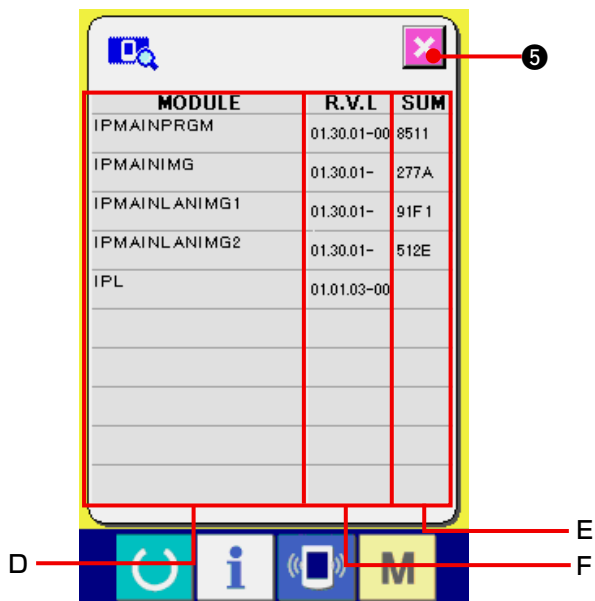 ❺
MODULE R.V.L SUM
IPMAINPRGM 01.30.01-00 8511
IPMAINIMG 01.30.01- 277A
IPMAINLANIMG1 01.30.01- 91F1
IPMAINLANIMG2 01.30.01- 512E
IPL 01.01.03-00
E
D i M F